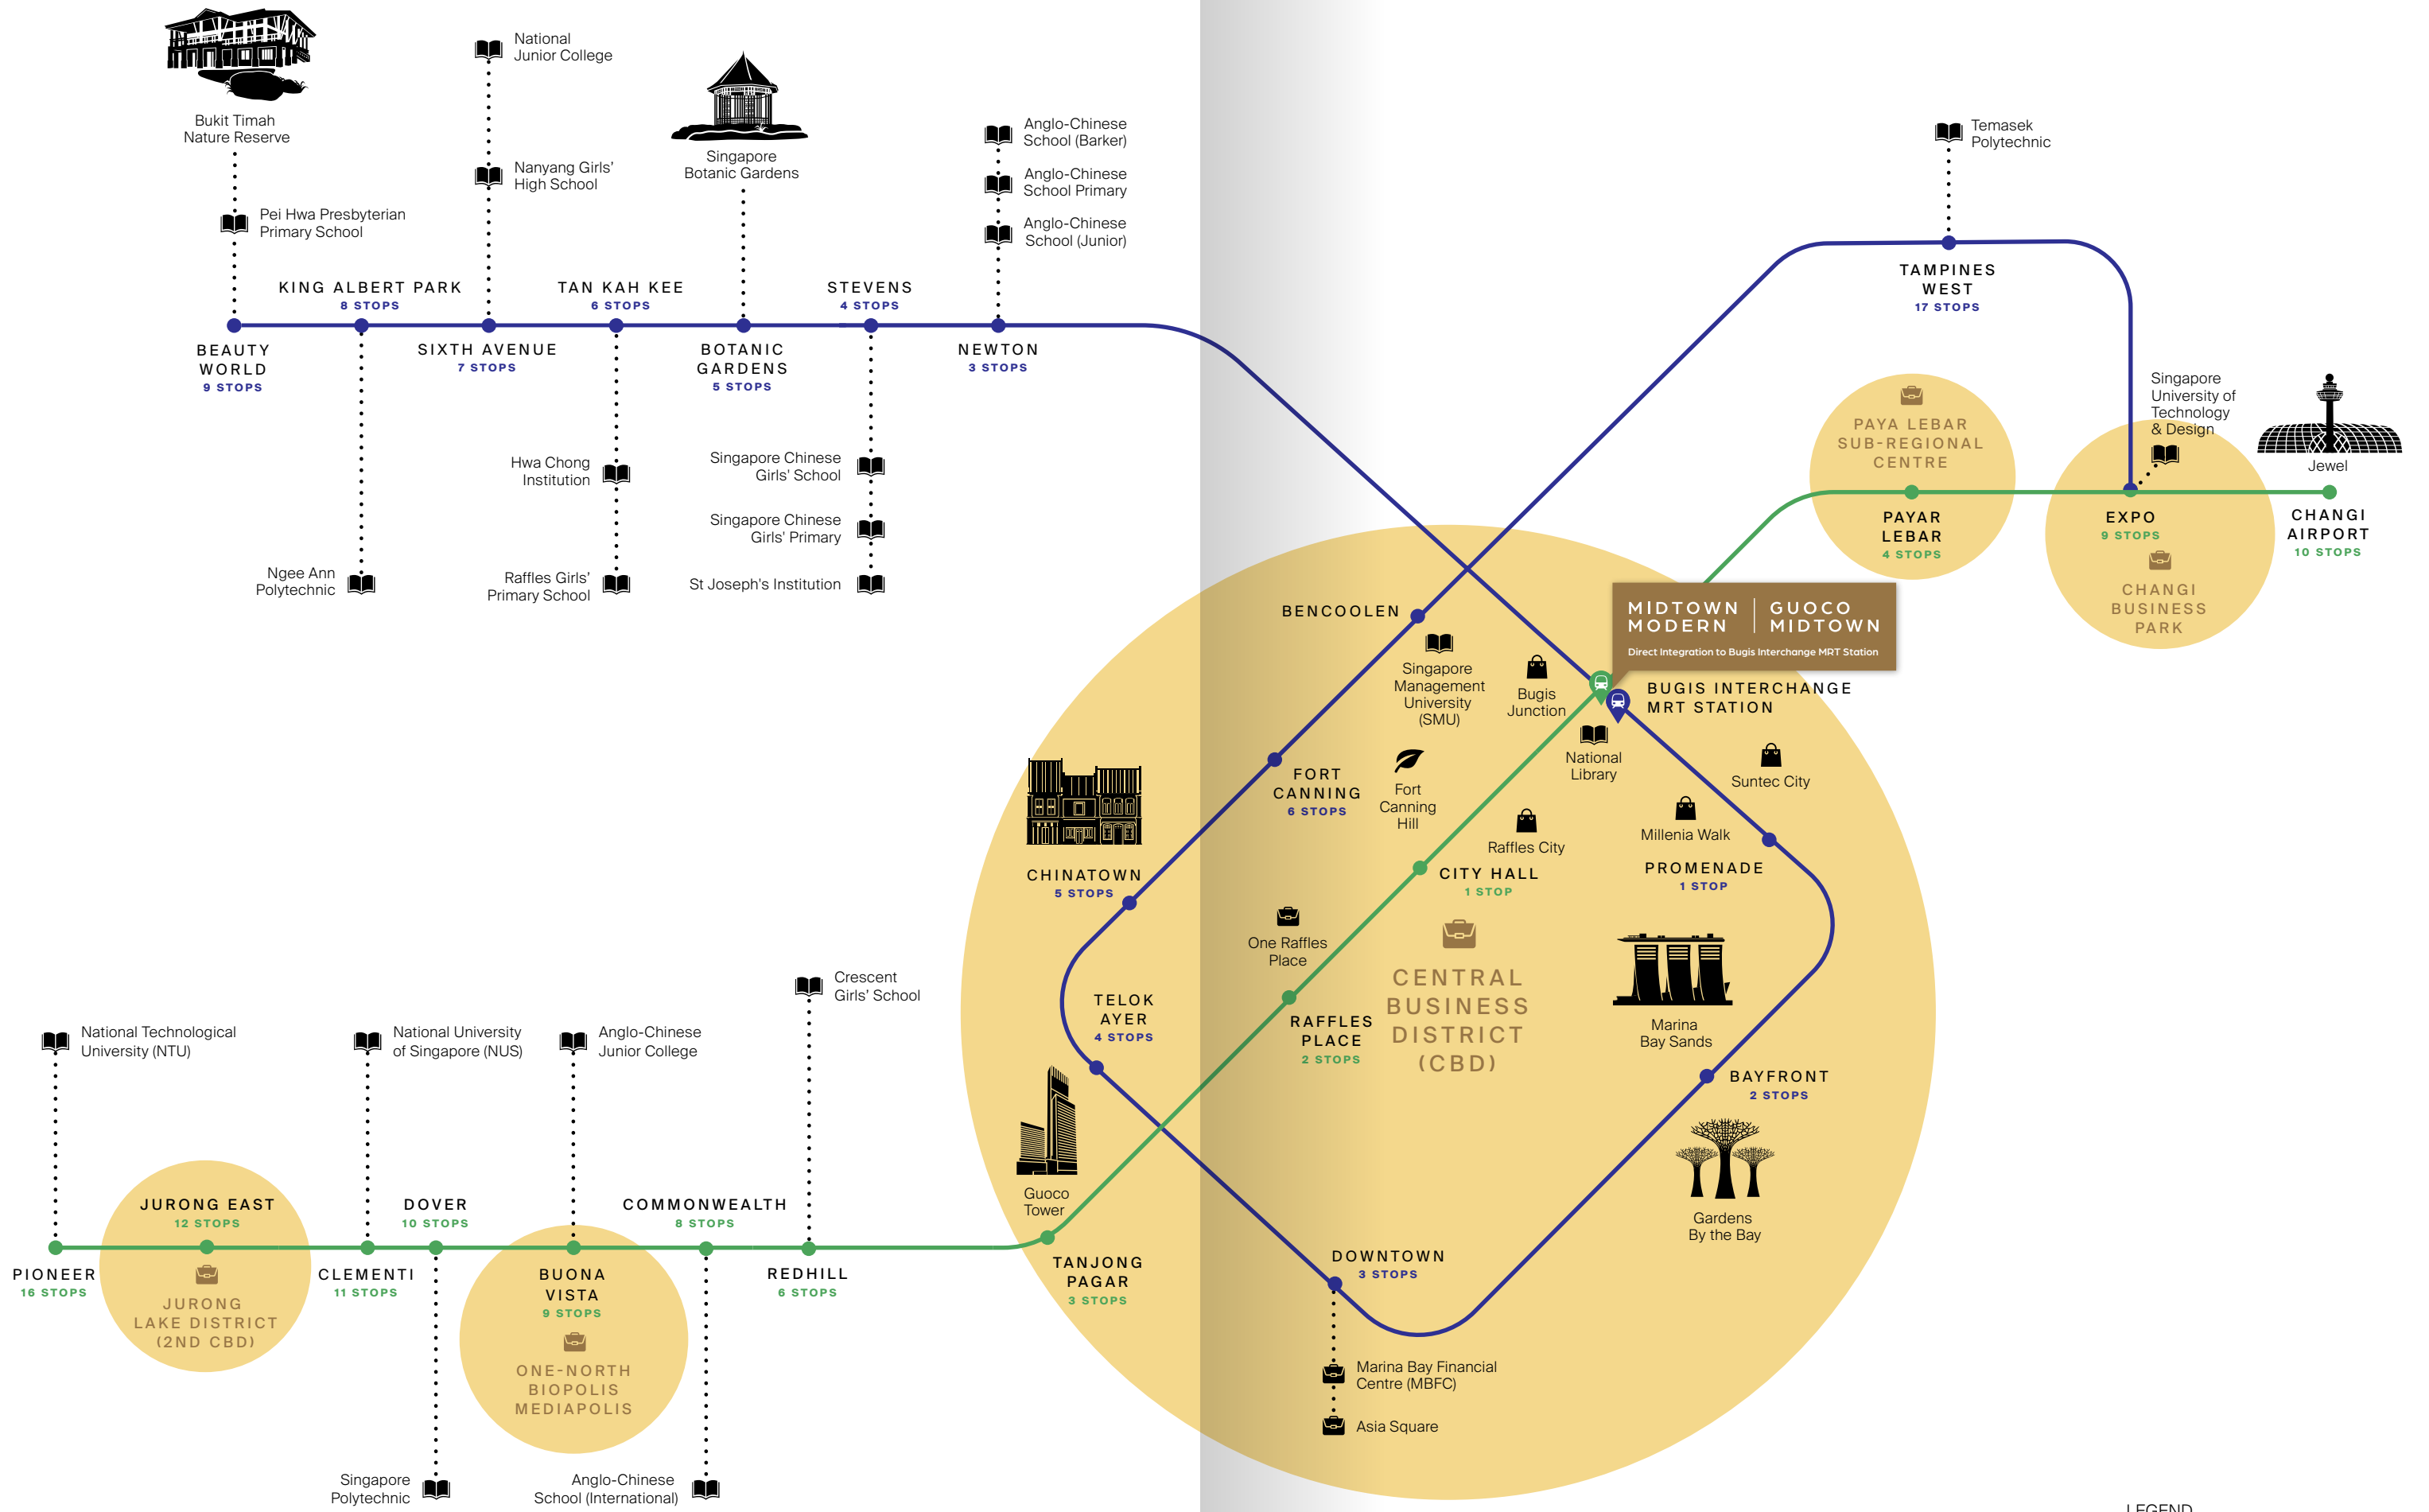 Bukit Timah
Nature Reserve
Pei Hwa Presbyterian
Primary School
National
Junior College
Nanyang Girls'
High School
Singapore
Botanic Gardens
Anglo-Chinese
School (Barker)
Anglo-Chinese
School Primary
Anglo-Chinese
School (Junior)
KING ALBERT PARK
8 STOPS
TAN KAH KEE
6 STOPS
STEVENS
4 STOPS
BEAUTY
WORLD
9 STOPS
SIXTH AVENUE
7 STOPS
BOTANIC
GARDENS
5 STOPS
NEWTON
3 STOPS
Hwa Chong
Institution
Singapore Chinese
Girls' School
Singapore Chinese
Girls' Primary
Ngee Ann
Polytechnic
Raffles Girls'
Primary School
St Joseph's Institution
Temasek
Polytechnic
TAMPINES
WEST
17 STOPS
PAYA LEBAR
SUB-REGIONAL
CENTRE
PAYAR
LEBAR
4 STOPS
Singapore
University of
Technology
& Design
Jewel
EXPO
9 STOPS
CHANGI
BUSINESS
PARK
CHANGI
AIRPORT
10 STOPS
MIDTOWN
MODERN
GUOCO
MIDTOWN
Direct Integration to Bugis Interchange MRT Station
BUGIS INTERCHANGE
MRT STATION
BENCOOLEN
Singapore
Management
University
(SMU)
Bugis
Junction
National
Library
Suntec City
FORT
CANNING
6 STOPS
Fort
Canning
Hill
Raffles City
Millenia Walk
PROMENADE
1 STOP
CHINATOWN
5 STOPS
CITY HALL
1 STOP
One Raffles
Place
CENTRAL
BUSINESS
DISTRICT
(CBD)
TELOK
AYER
4 STOPS
RAFFLES
PLACE
2 STOPS
Marina
Bay Sands
BAYFRONT
2 STOPS
Guoco
Tower
Gardens
By the Bay
TANJONG
PAGAR
3 STOPS
DOWNTOWN
3 STOPS
Marina Bay Financial
Centre (MBFC)
Asia Square
National Technological
University (NTU)
National University
of Singapore (NUS)
Anglo-Chinese
Junior College
Crescent
Girls' School
JURONG EAST
12 STOPS
DOVER
10 STOPS
COMMONWEALTH
8 STOPS
PIONEER
16 STOPS
JURONG
LAKE DISTRICT
(2ND CBD)
CLEMENTI
11 STOPS
BUONA
VISTA
9 STOPS
ONE-NORTH
BIOPOLIS
MEDIAPOLIS
REDHILL
6 STOPS
Singapore
Polytechnic
Anglo-Chinese
School (International)
LEGEND